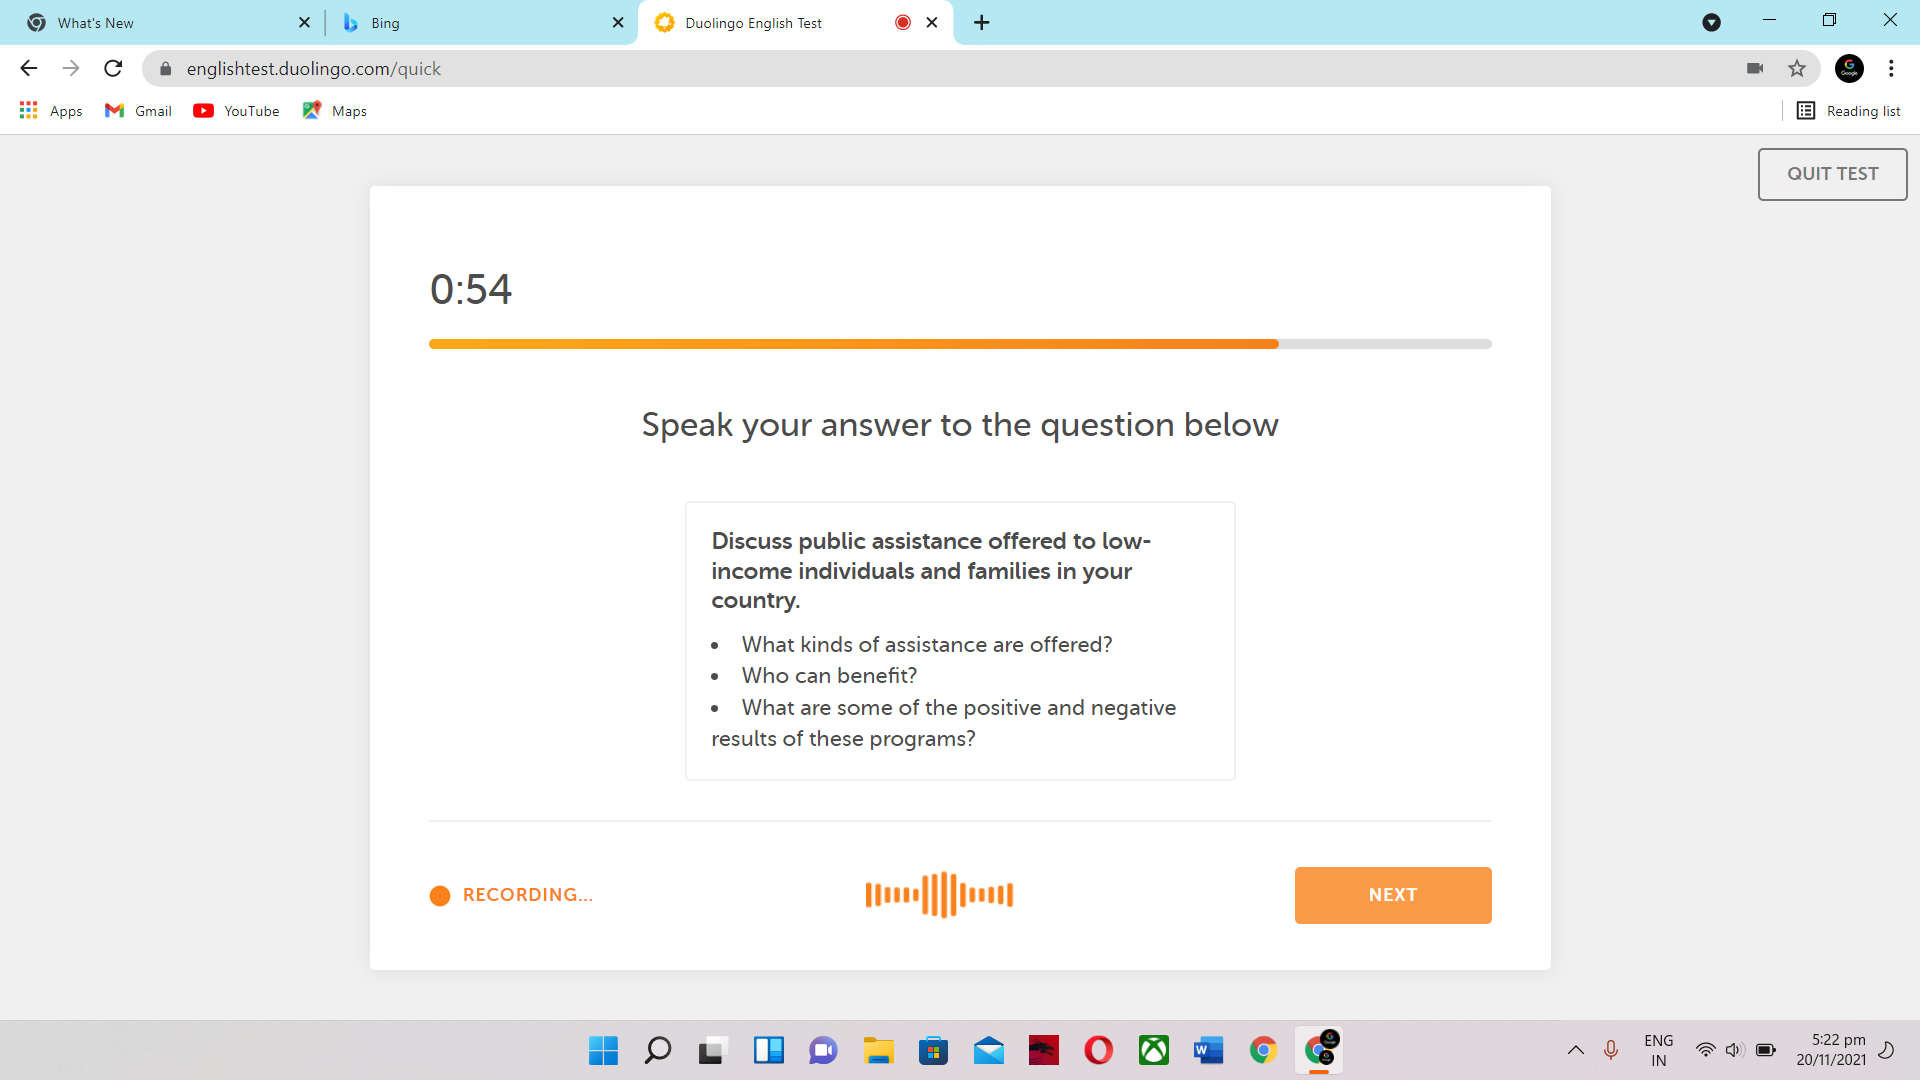 What's New
Bing
Duolingo English Test
englishtest.duolingo.com/quick
Apps
Gmail
YouTube
Maps
Reading list
QUIT TEST
0:54
Speak your answer to the question below
Discuss public assistance offered to low-
income individuals and families in your
country.
• What kinds of assistance are offered?
• Who can benefit?
• What are some of the positive and negative
results of these programs?
RECORDING...
NEXT
ENG
IN
5:22 pm
20/11/2021